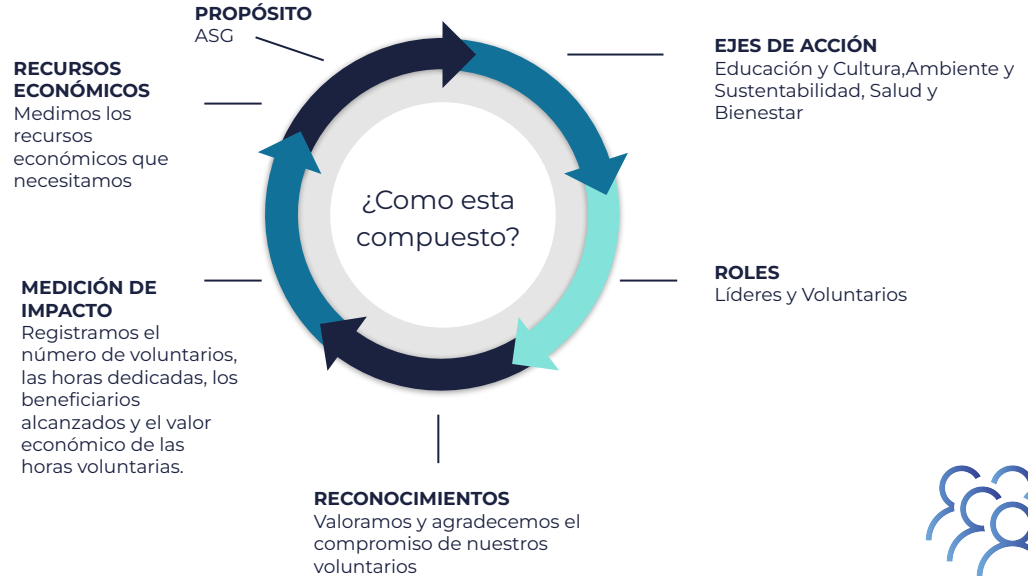 PROPÓSITO
ASG
EJES DE ACCIÓN
Educación y Cultura,Ambiente y
Sustentabilidad, Salud y
Bienestar
RECURSOS
ECONÓMICOS
Medimos los
recursos
económicos que
necesitamos
¿Como esta
compuesto?
ROLES
Líderes y Voluntarios
MEDICIÓN DE
IMPACTO
Registramos el
número de voluntarios,
las horas dedicadas, los
beneficiarios
alcanzados y el valor
económico de las
horas voluntarias.
RECONOCIMIENTOS
Valoramos y agradecemos el
compromiso de nuestros
voluntarios